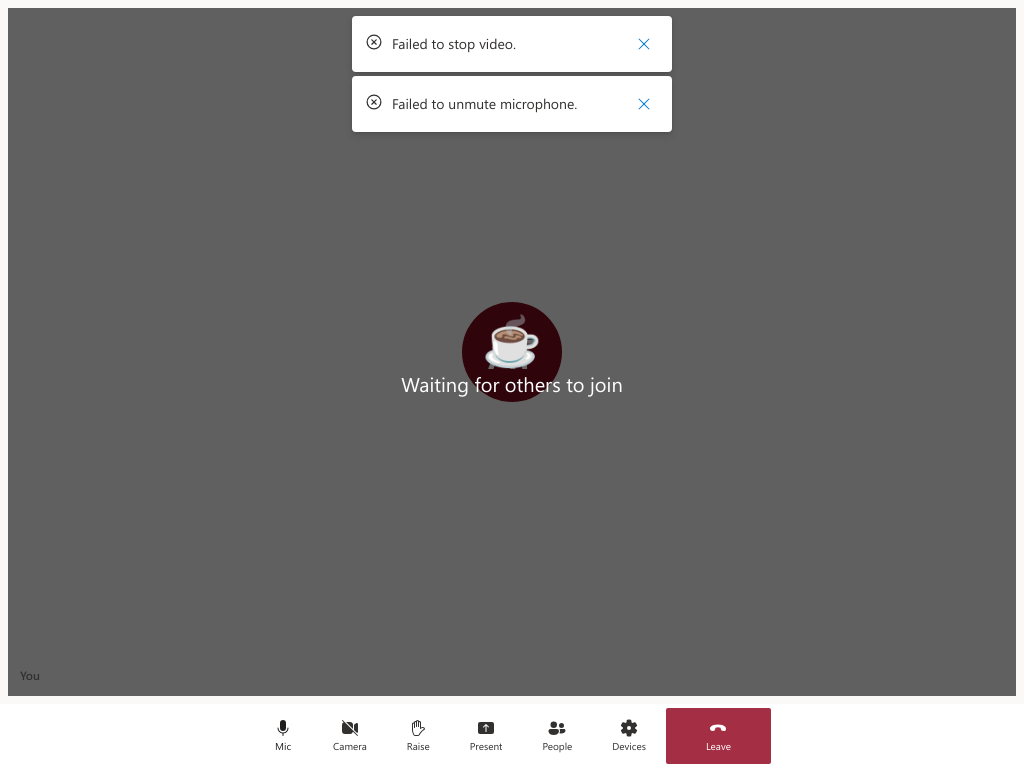 Failed to stop video.
Failed to unmute microphone.
Waiting for others to join
You
Mic
Camera
Raise
Present
People
Devices
Leave